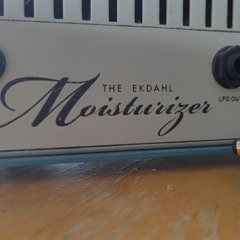 THE EKDAHL
Moisturizer
LFO OUT